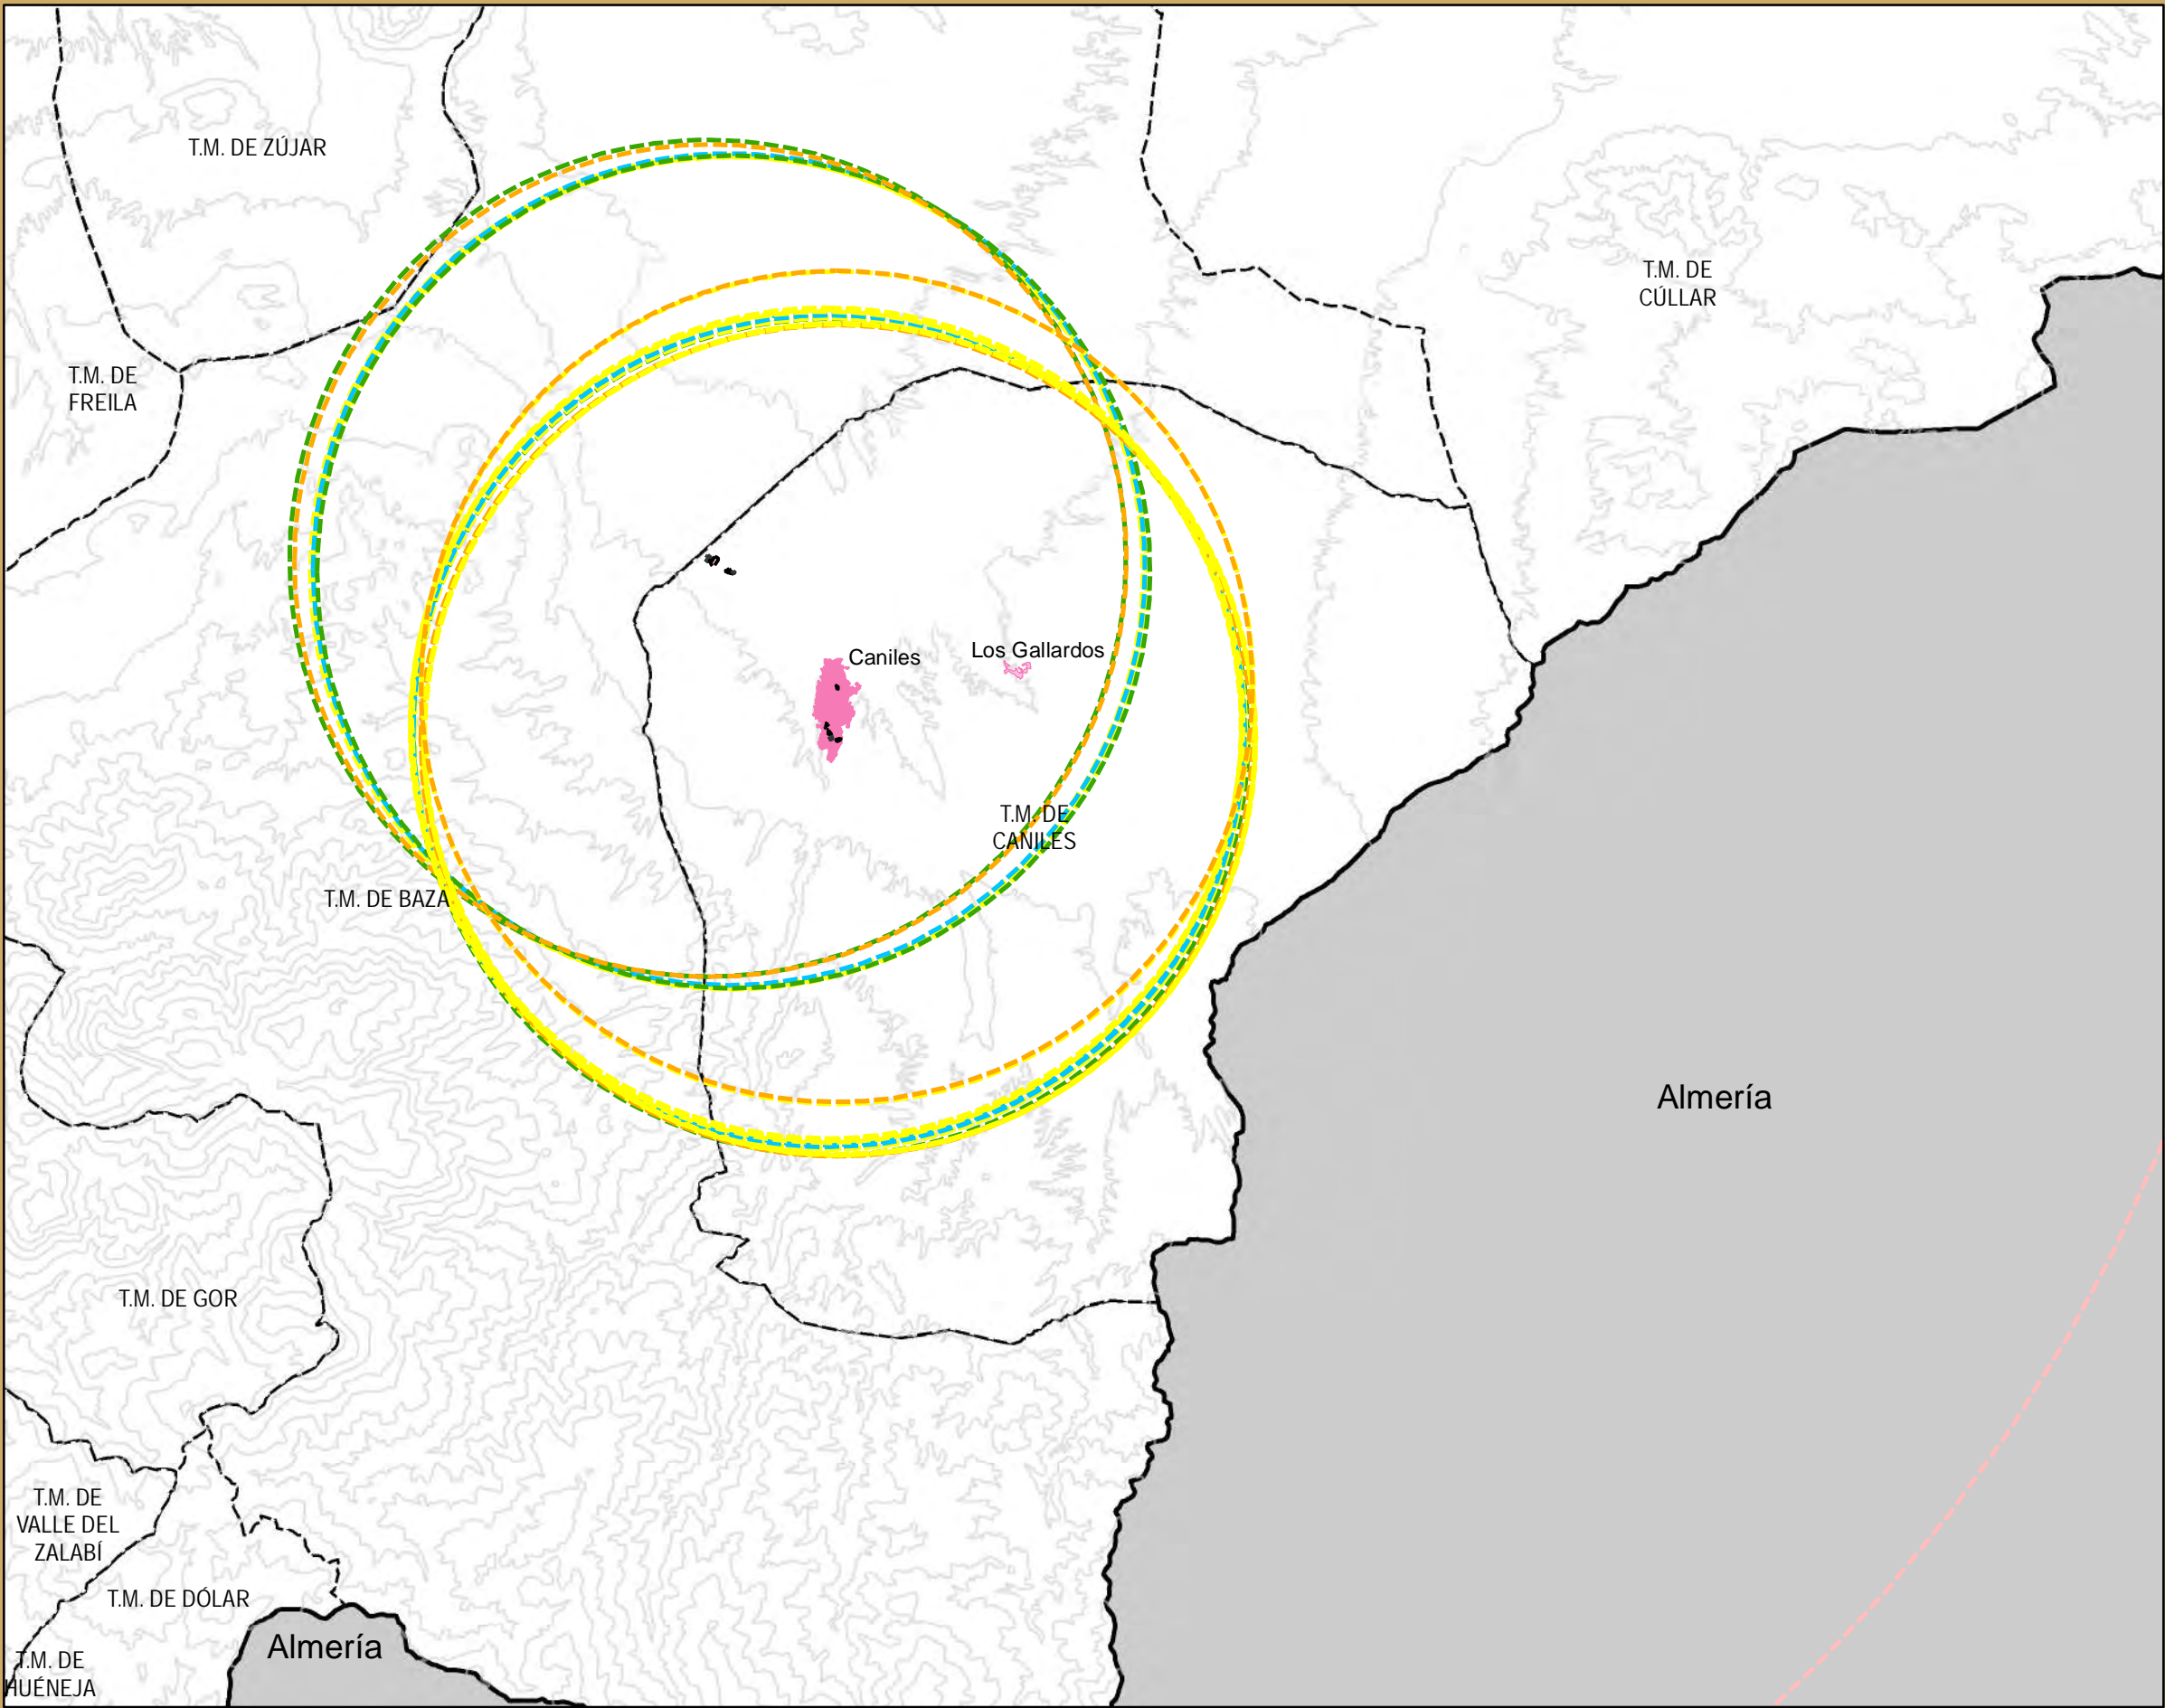 T.M. DE ZÚJAR
T.M. DE
CÚLLAR
T.M. DE
FREILA
Caniles
Los Gallardos
T.M. DE
CANILES
T.M. DE BAZA
Almería
T.M. DE GOR
T.M. DE
VALLE DEL
ZALABÍ
T.M. DE DÓLAR
Almería
T.M. DE
HUÉNEJA